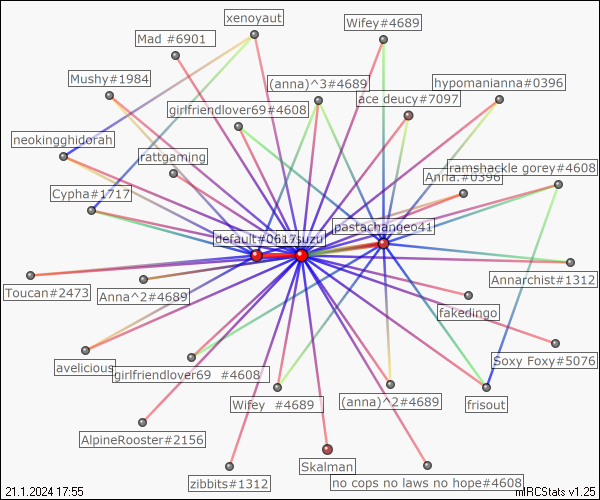 xenoyaut
Wifey#4689
Mad #6901
Mushy#1984
(anna)^3#4689
hypomanianna#0396
ace deucy#7097
girlfriendlover69#4608
neokingghidorah
rattgaming
ramshackle gorey#4608
Anna.#0396
Cypha#1717
pastachangeo41
default#0617
suzu
Toucan#2473
Anna^2#4689
Annarchist#1312
fakedingo
Soxy Foxy#5076
avelicious
girlfriendlover69 #4608
Wifey #4689
(anna)^2#4689
frisout
AlpineRooster#2156
Skalman
zibbits#1312
no cops no laws no hope#4608
21.1.2024 17:55
mIRCStats v1.25